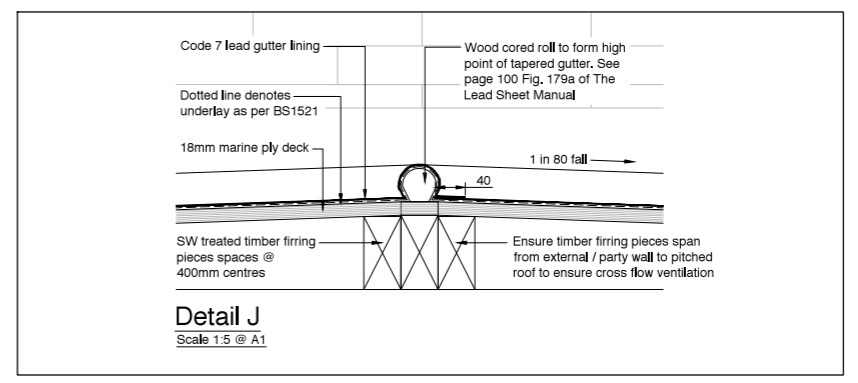 Code 7 lead gutter lining
Dotted line denotes
underlay as per BS1521
18mm marine ply deck
Wood cored roll to form high
point of tapered gutter. See
page 100 Fig. 179a of The
Lead Sheet Manual
1 in 80 fall
40
SW treated timber firring
pieces spaces @
400mm centres
Ensure timber firring pieces span
from external / party wall to pitched
roof to ensure cross flow ventilation
Detail J
Scale 1:5 @ A1